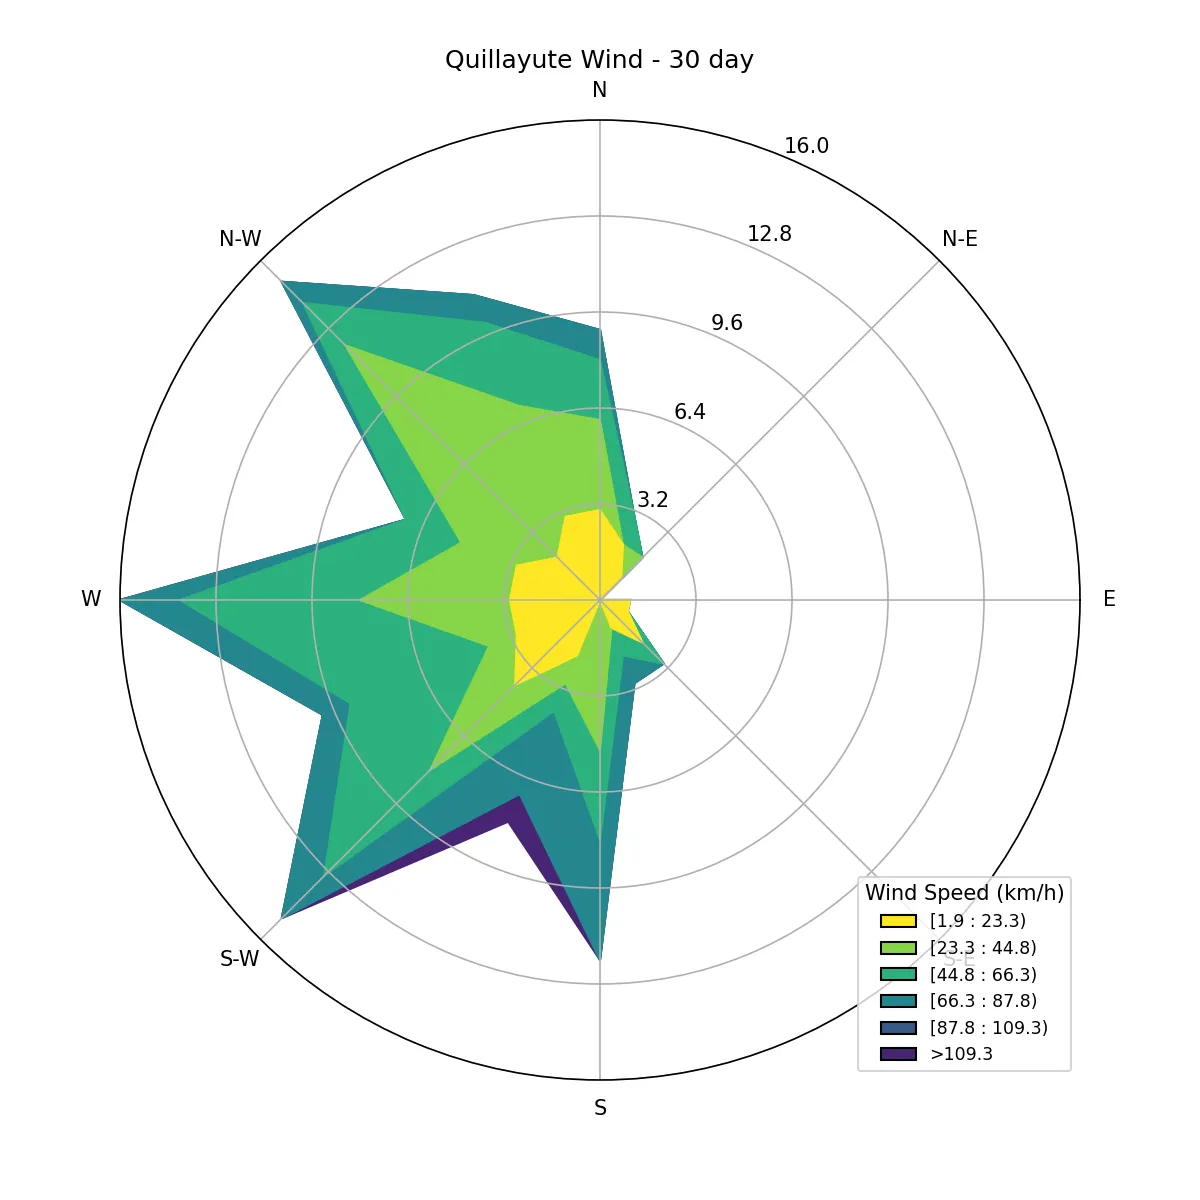 Quillayute Wind - 30 day
N
16.0
12.8
N-W
N-E
9.6
6.4
3.2
W
E
Wind Speed (km/h)
[1.9 : 23.3)
[23.3 : 44.8)
S-W
S-E
[44.8 : 66.3)
[66.3 : 87.8)
[87.8 : 109.3)
>109.3
S